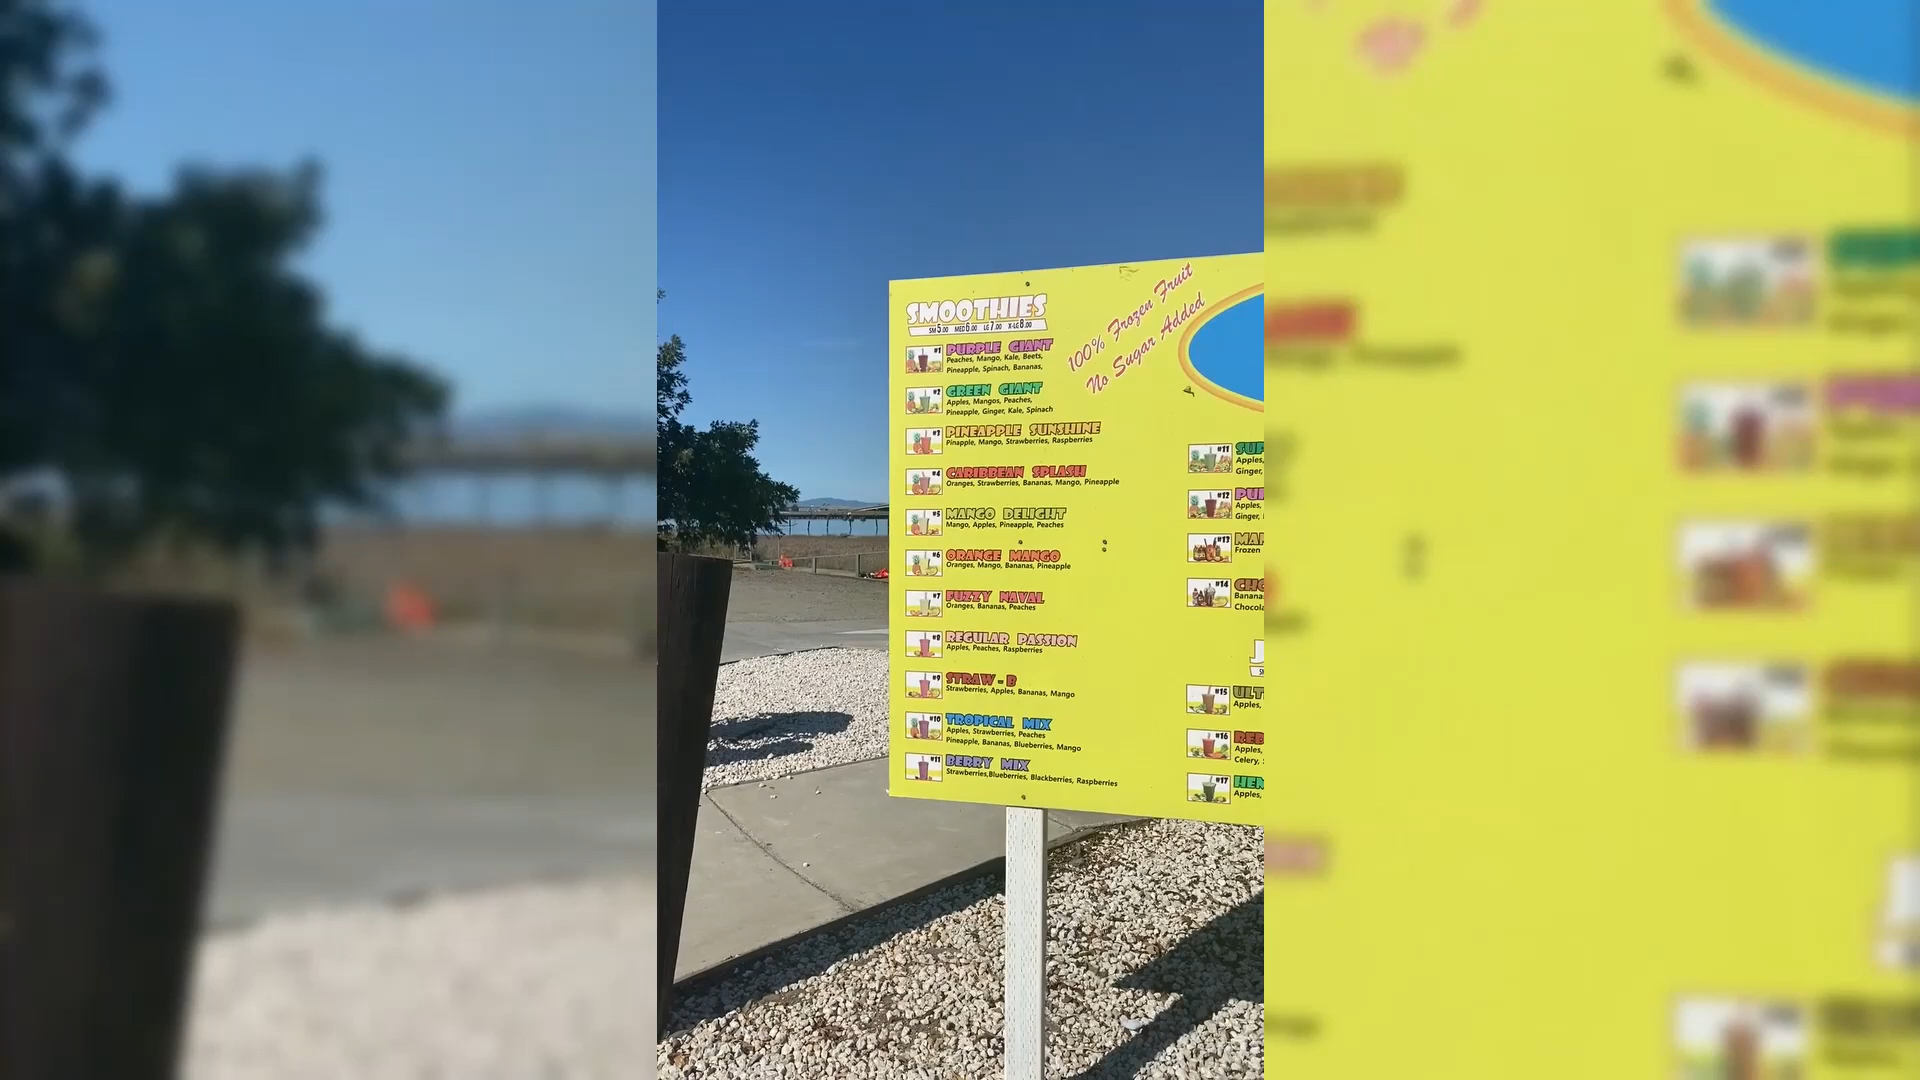 SMOOTHIES
SM 5.00 MED 6.00 LG 7.00 X-LG 8.00
100% Frozen Fruit
No Sugar Added
#1 PURPLE GIANT
Peaches, Mango, Kale, Beets,
Pineapple, Spinach, Bananas,
#2 GREEN GIANT
Apples, Mangos, Peaches,
Pineapple, Ginger, Kale, Spinach
#3 PINEAPPLE SUNSHINE
Pinapple, Mango, Strawberries, Raspberries
#4 CARIBBEAN SPLASH
Oranges, Strawberries, Bananas, Mango, Pineapple
#5 MANGO DELIGHT
Mango, Apples, Pineapple, Peaches
#6 ORANGE MANGO
Oranges, Mango, Bananas, Pineapple
#7 FUZZY NAVAL
Oranges, Bananas, Peaches
#8 REGULAR PASSION
Apples, Peaches, Raspberries
#9 STRAW-B
Strawberries, Apples, Bananas, Mango
#10 TROPICAL MIX
Apples, Strawberries, Peaches
Pineapple, Bananas, Blueberries, Mango
#11 BERRY MIX
Strawberries,Blueberries, Blackberries, Raspberries
#11
Apples,
Ginger,
#12
Apples,
Ginger,
#13
Frozen
#14
#15
Apples,
#16
Apples,
Celery,
#17
Apples,